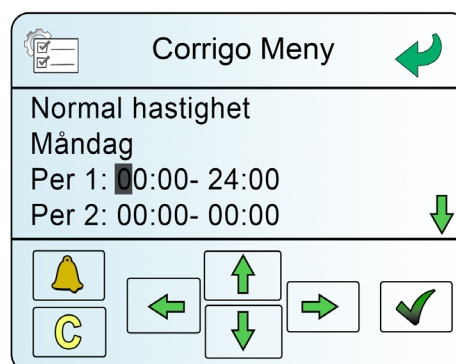 Corrigo Meny
Normal hastighet
Måndag
Per 1: 00:00- 24:00
Per 2: 00:00- 00:00
C